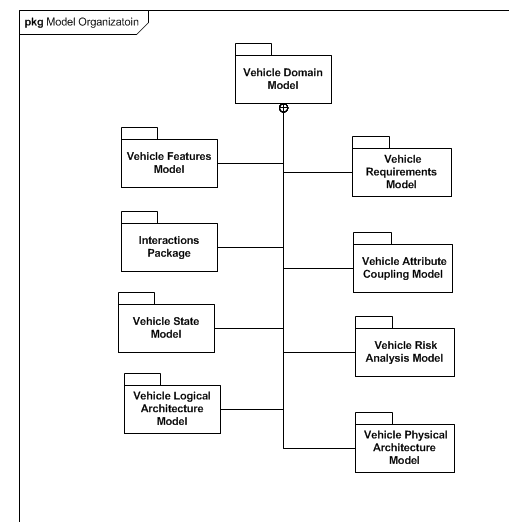 pkg Model Organizatoin
Vehicle Domain
Model
Vehicle Features
Model
Vehicle
Requirements
Model
Interactions
Package
Vehicle Attribute
Coupling Model
Vehicle State
Model
Vehicle Risk
Analysis Model
Vehicle Logical
Architecture
Model
Vehicle Physical
Architecture
Model